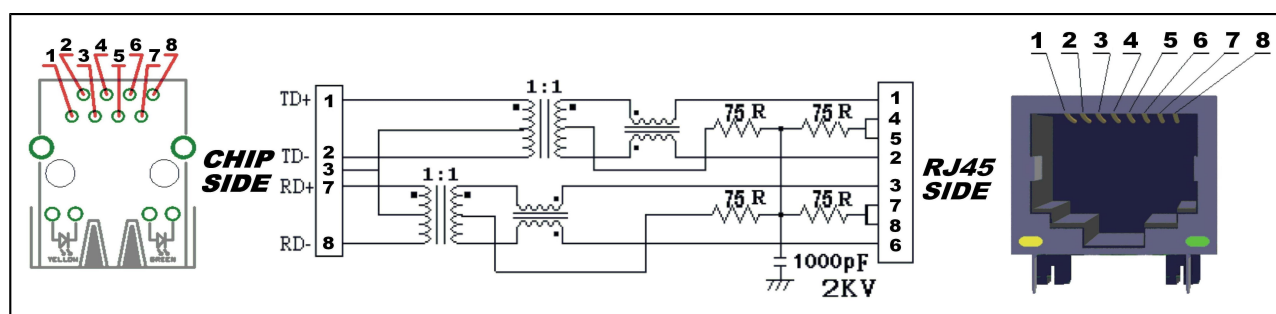 1 2 3 4 5 6 7 8
YELLOW
GREEN
CHIP
SIDE
TD+ 1
TD- 2
3
RD+ 7
RD- 8
1:1
1:1
75 R
75 R
75 R
75 R
1000pF
2KV
1
4
5
2
3
7
8
6
RJ45
SIDE
1 2 3 4 5 6 7 8